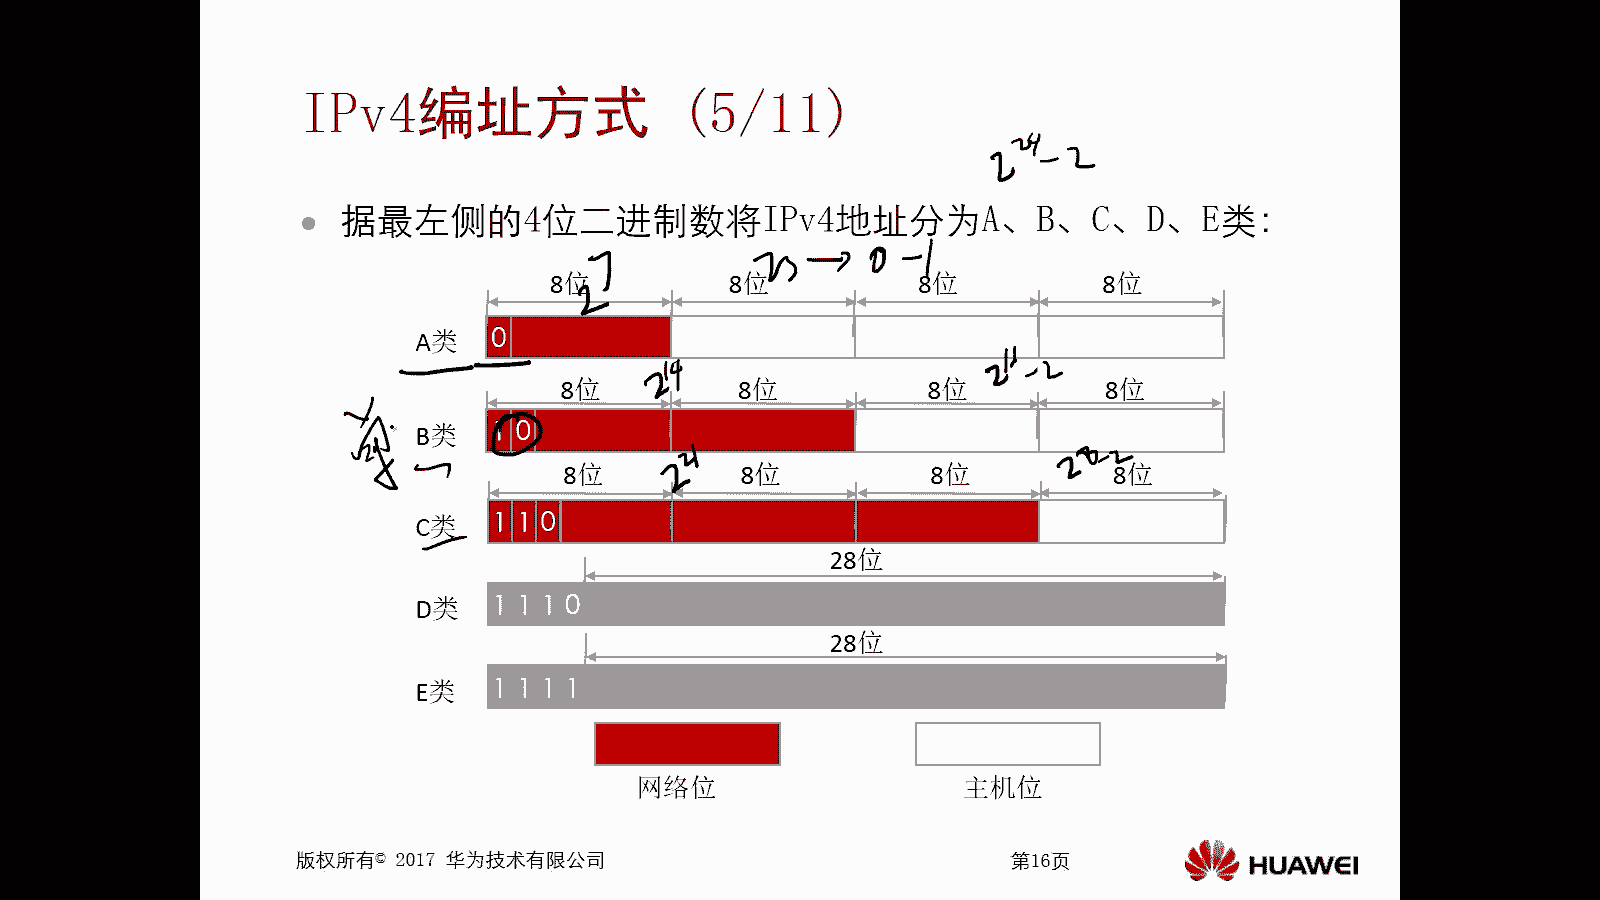 IPv4编址方式 (5/11)
2^24-2
据最左侧的4位二进制数将IPv4地址分为A、B、C、D、E类:
→ 0-1
8位 8位 8位 8位
2^7
A类 0
2^14
8位 8位 8位 8位
B类 1 0
2^21 2^8-2
8位 8位 8位 8位
C类 1 1 0
28位
D类 1 1 1 0
28位
E类 1 1 1 1
网络位 主机位
版权所有© 2017 华为技术有限公司 第16页 HUAWEI